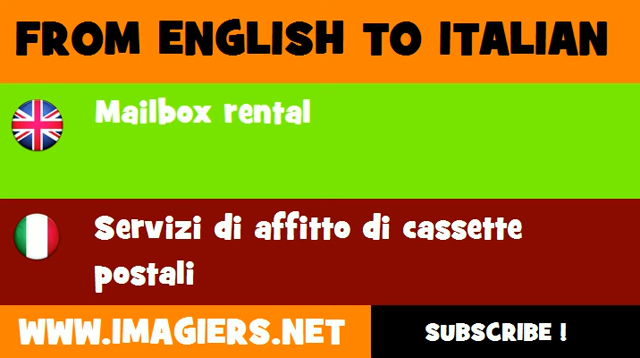 FROM ENGLISH TO ITALIAN
Mailbox rental
Servizi di affitto di cassette
postali
WWW.IMAGIERS.NET
SUBSCRIBE !